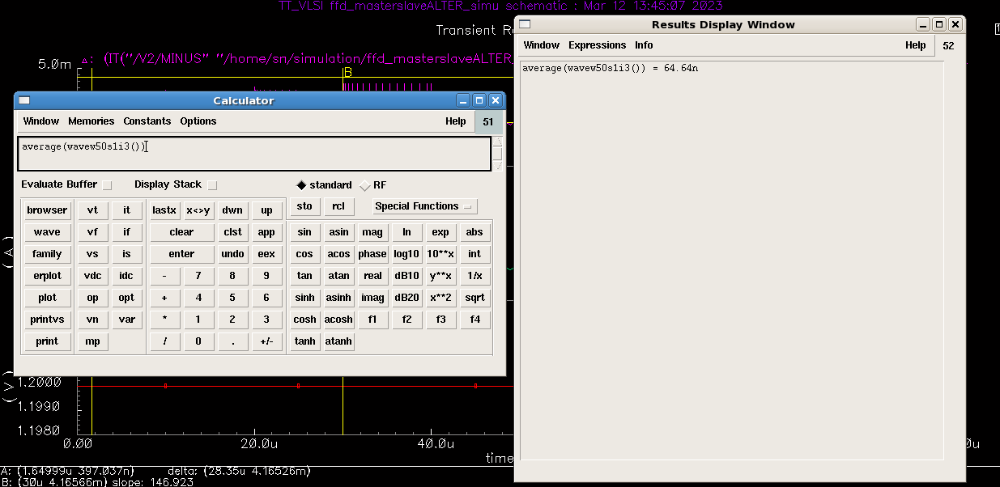 TT_VLSI ffd_masterslaveALTER_simu schematic : Mar 12 13:45:07 2023
Transient Re
5.0m
△: (IT("/V2/MINUS" "/home/sn/simulation/ffd_masterslaveALTER_
B
Calculator
Window Memories Constants Options Help 51
average(wavew50s1i3())
Evaluate Buffer Display Stack standard RF
browser vt it lastx x<>y dwn up sto rcl Special Functions
wave vf if clear clst app sin asin mag ln exp abs
family vs is enter undo eex cos acos phase log10 10**x int
erplot vdc idc - 7 8 9 tan atan real dB10 y**x 1/x
plot op opt + 4 5 6 sinh asinh imag dB20 x**2 sqrt
printvs vn var * 1 2 3 cosh acosh f1 f2 f3 f4
print mp / 0 . +/- tanh atanh
(A)
(V)
1.2000
1.1990
1.1980
0.00 20.0u 40.0u 0u
time
A: (1.64999u 397.037n) delta: (28.35u 4.16526m)
B: (30u 4.16566m) slope: 146.923
Results Display Window
Window Expressions Info Help 52
average(wavew50s1i3()) = 64.64n